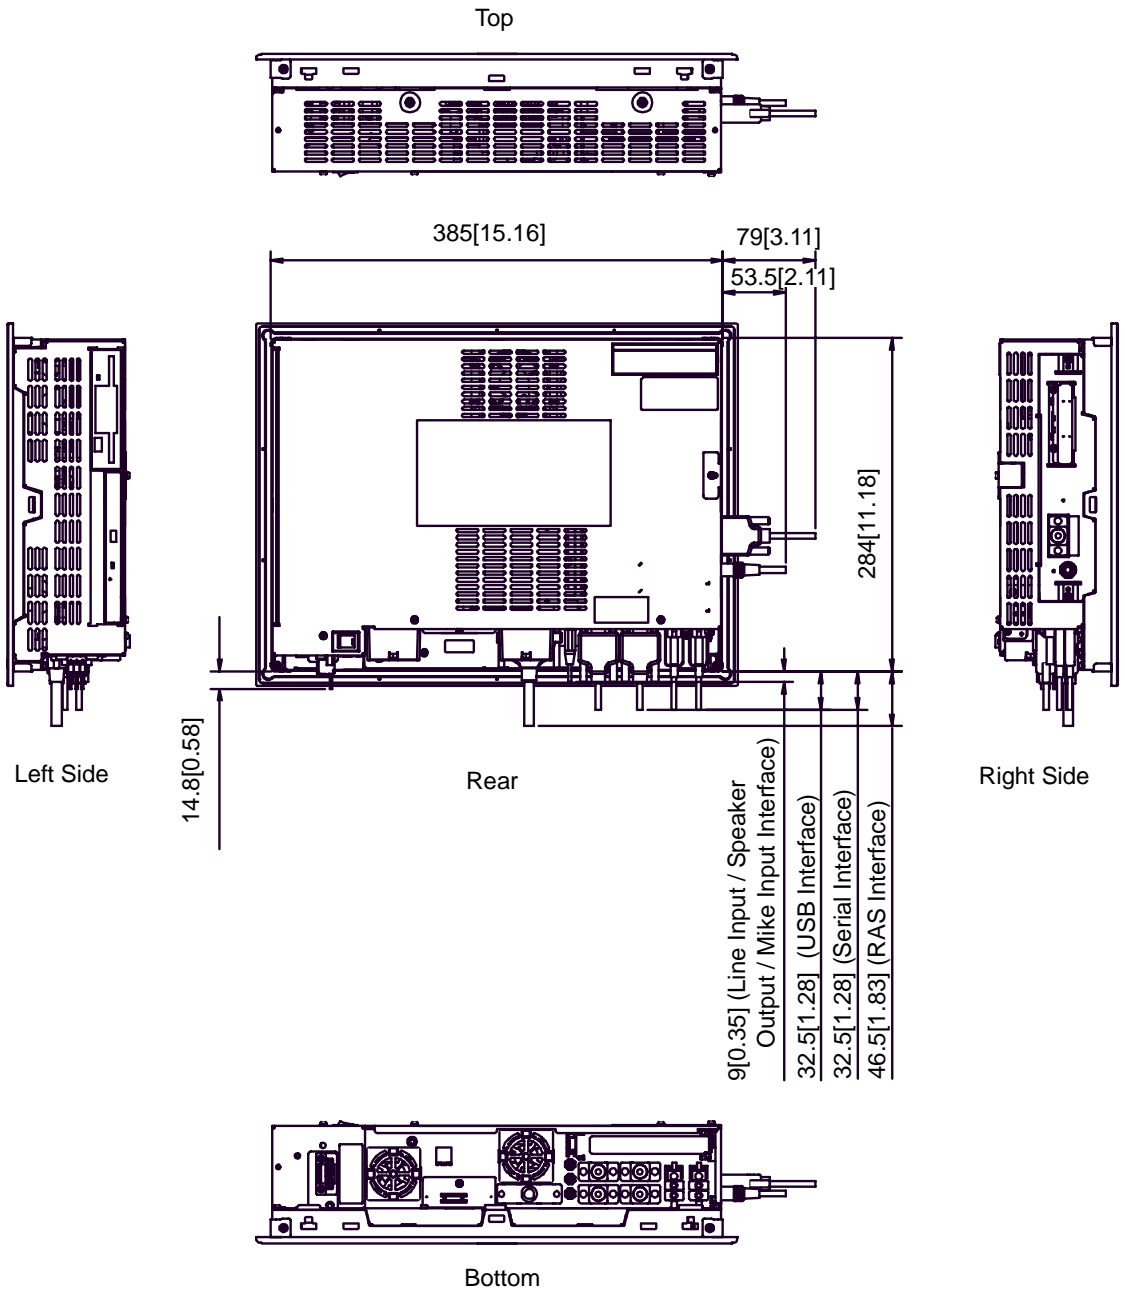 Top
385[15.16]
79[3.11]
53.5[2.11]
284[11.18]
14.8[0.58]
Left Side
Rear
Right Side
9[0.35] (Line Input / Speaker
Output / Mike Input Interface)
32.5[1.28] (USB Interface)
32.5[1.28] (Serial Interface)
46.5[1.83] (RAS Interface)
Bottom